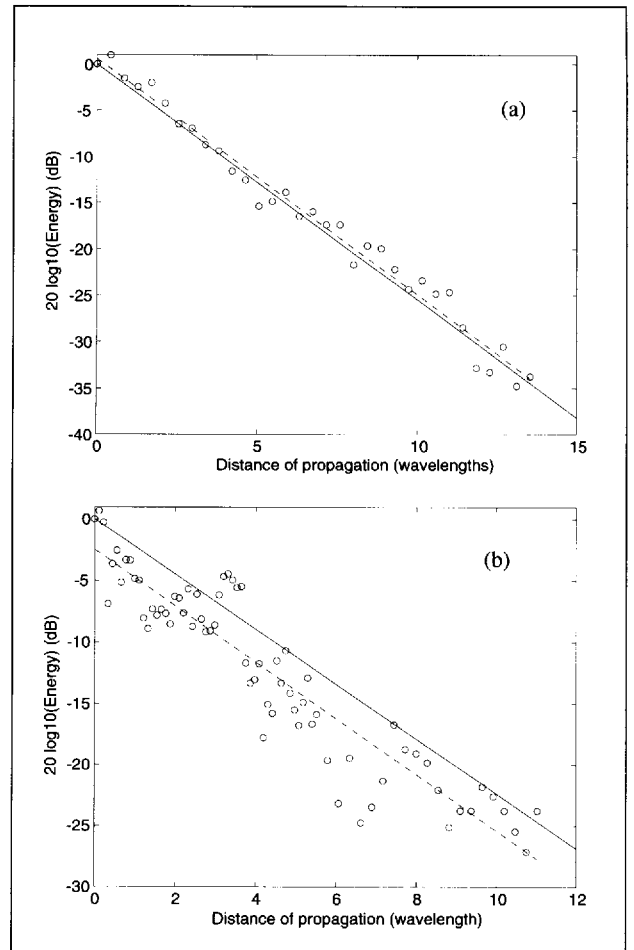 (a)
20 log10(Energy) (dB)
0
-5
-10
-15
-20
-25
-30
-35
-40
0 5 10 15
Distance of propagation (wavelengths)
(b)
20 log10(Energy) (dB)
0
-5
-10
-15
-20
-25
-30
0 2 4 6 8 10 12
Distance of propagation (wavelength)